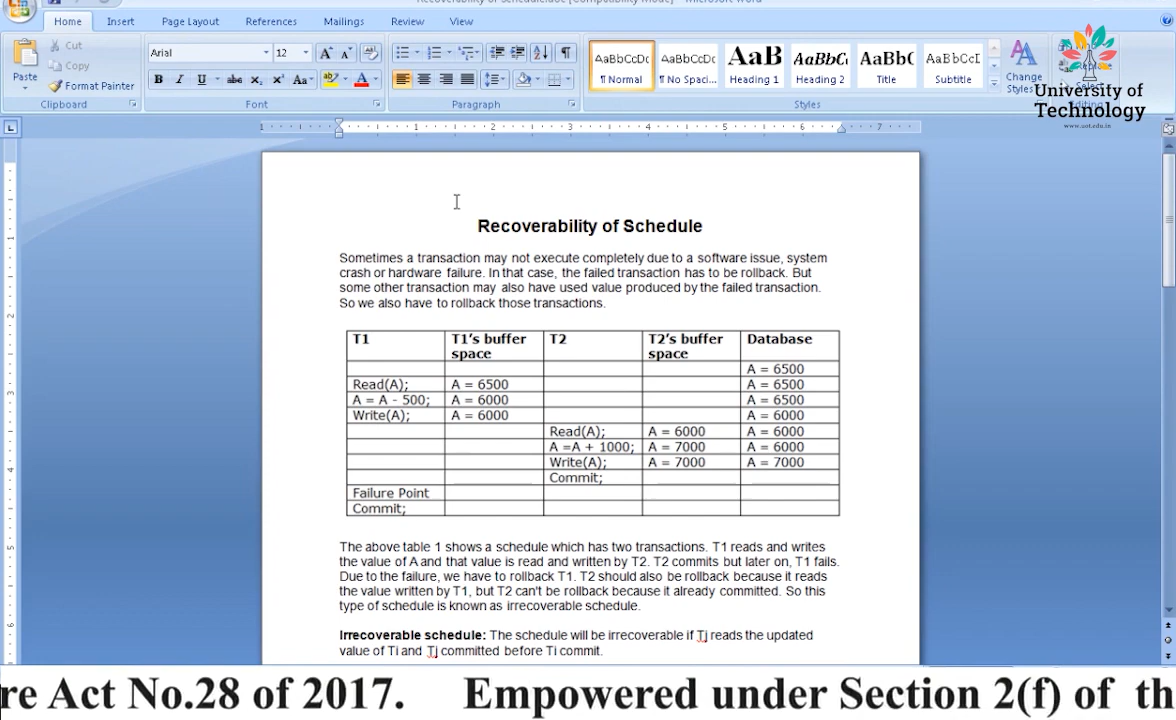 Home Insert Page Layout References Mailings Review View
Cut
Copy
Format Painter
Paste
Clipboard
Arial 12
B I U abc X₂ X² Aa
Font
Paragraph
AaBbCcDc AaBbCcDc AaB AaBbCc AaBbC AaBbCcD
¶ Normal ¶ No Spaci... Heading 1 Heading 2 Title Subtitle
Styles
Change
Styles
Editing
University of
Technology
www.uot.edu.in
Recoverability of Schedule
Sometimes a transaction may not execute completely due to a software issue, system
crash or hardware failure. In that case, the failed transaction has to be rollback. But
some other transaction may also have used value produced by the failed transaction.
So we also have to rollback those transactions.
T1 T1's buffer space T2 T2's buffer space Database
A = 6500
Read(A); A = 6500 A = 6500
A = A - 500; A = 6000 A = 6500
Write(A); A = 6000 A = 6000
Read(A); A = 6000 A = 6000
A =A + 1000; A = 7000 A = 6000
Write(A); A = 7000 A = 7000
Commit;
Failure Point
Commit;
The above table 1 shows a schedule which has two transactions. T1 reads and writes
the value of A and that value is read and written by T2. T2 commits but later on, T1 fails.
Due to the failure, we have to rollback T1. T2 should also be rollback because it reads
the value written by T1, but T2 can't be rollback because it already committed. So this
type of schedule is known as irrecoverable schedule.
Irrecoverable schedule: The schedule will be irrecoverable if Tj reads the updated
value of Ti and Tj committed before Ti commit.
re Act No.28 of 2017. Empowered under Section 2(f) of th